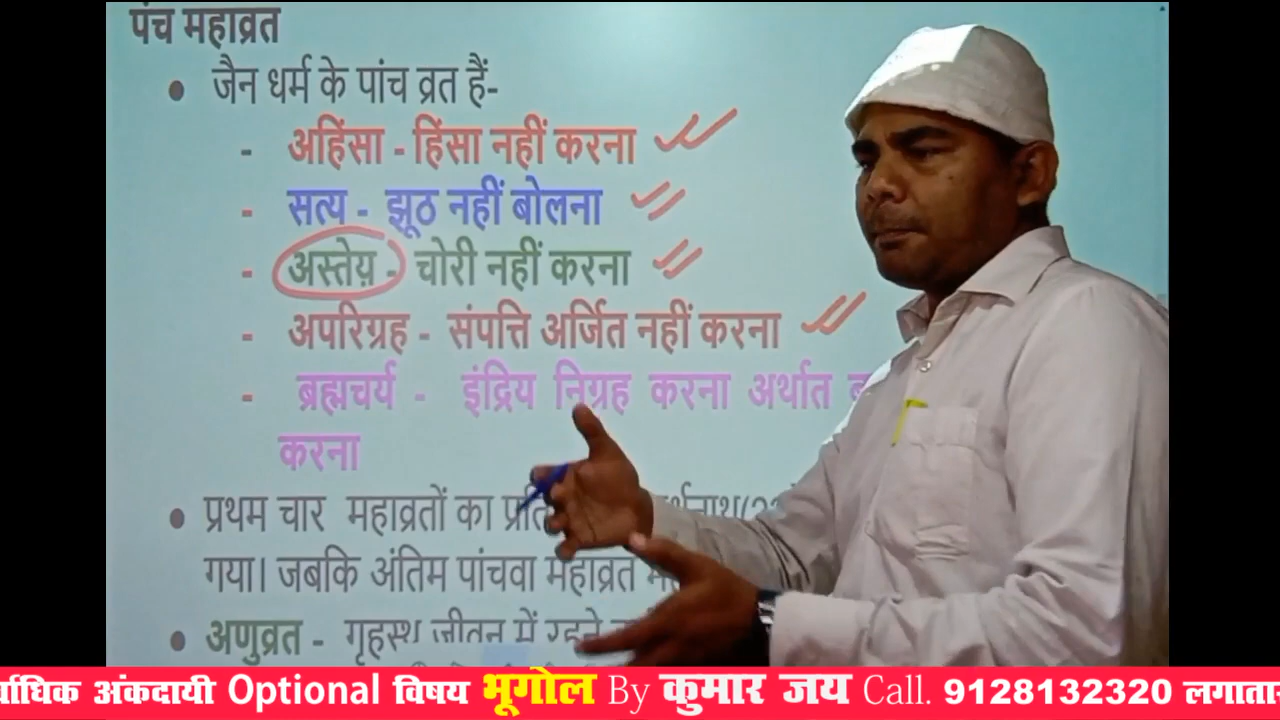 पंच महाव्रत
• जैन धर्म के पांच व्रत हैं-
- अहिंसा - हिंसा नहीं करना
- सत्य - झूठ नहीं बोलना
- अस्तेय़ - चोरी नहीं करना
- अपरिग्रह - संपत्ति अर्जित नहीं करना
- ब्रह्मचर्य - इंद्रिय निग्रह करना अर्थात
करना
• प्रथम चार महाव्रतों का
गया। जबकि अंतिम पांचवा महाव्रत
• अणुव्रत - गृहस्थ जीवन में रहने
अंकदायी Optional विषय भूगोल By कुमार जय Call. 9128132320